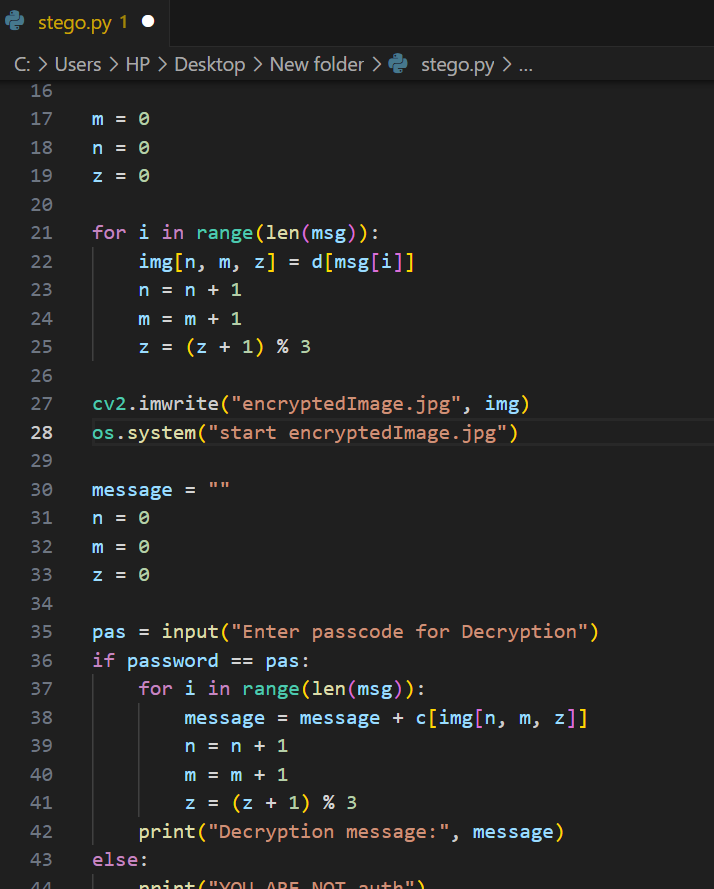 stego.py 1
C: > Users > HP > Desktop > New folder > stego.py > ...
16
17 m = 0
18 n = 0
19 z = 0
20
21 for i in range(len(msg)):
22     img[n, m, z] = d[msg[i]]
23     n = n + 1
24     m = m + 1
25     z = (z + 1) % 3
26
27 cv2.imwrite("encryptedImage.jpg", img)
28 os.system("start encryptedImage.jpg")
29
30 message = ""
31 n = 0
32 m = 0
33 z = 0
34
35 pas = input("Enter passcode for Decryption")
36 if password == pas:
37     for i in range(len(msg)):
38         message = message + c[img[n, m, z]]
39         n = n + 1
40         m = m + 1
41         z = (z + 1) % 3
42     print("Decryption message:", message)
43 else:
44     print("YOU ARE NOT auth")